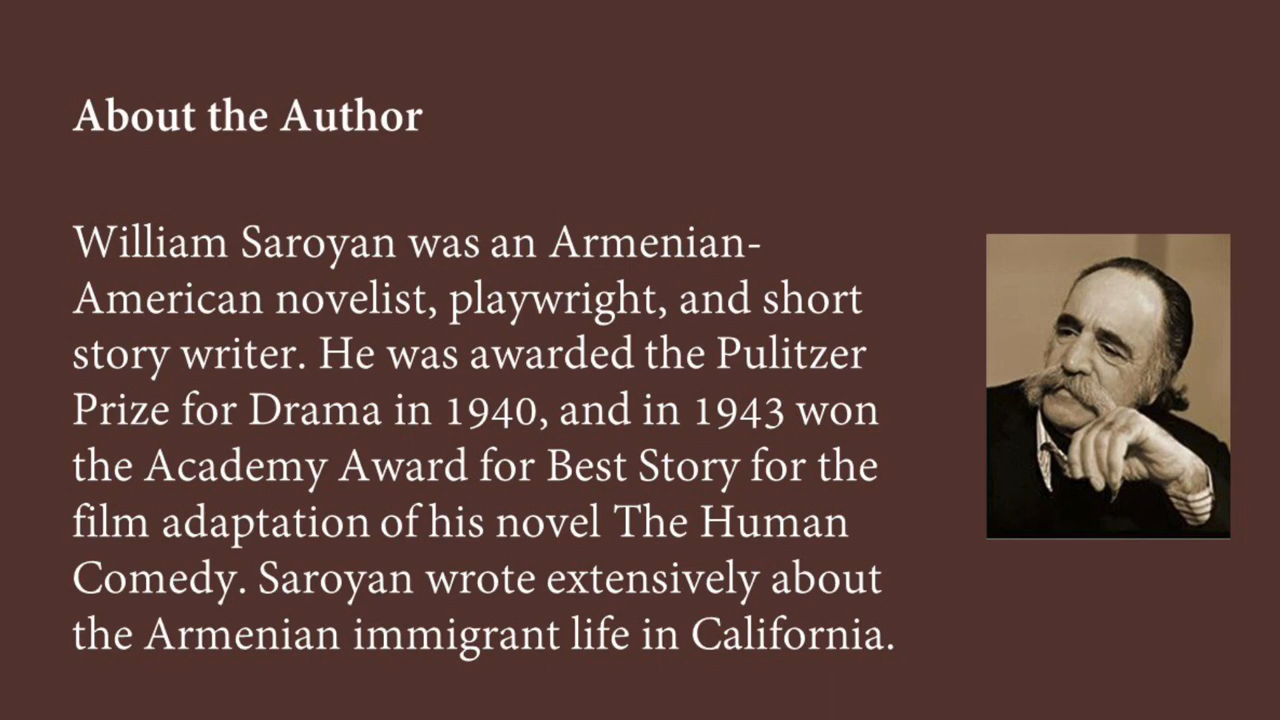 About the Author
William Saroyan was an Armenian-
American novelist, playwright, and short
story writer. He was awarded the Pulitzer
Prize for Drama in 1940, and in 1943 won
the Academy Award for Best Story for the
film adaptation of his novel The Human
Comedy. Saroyan wrote extensively about
the Armenian immigrant life in California.